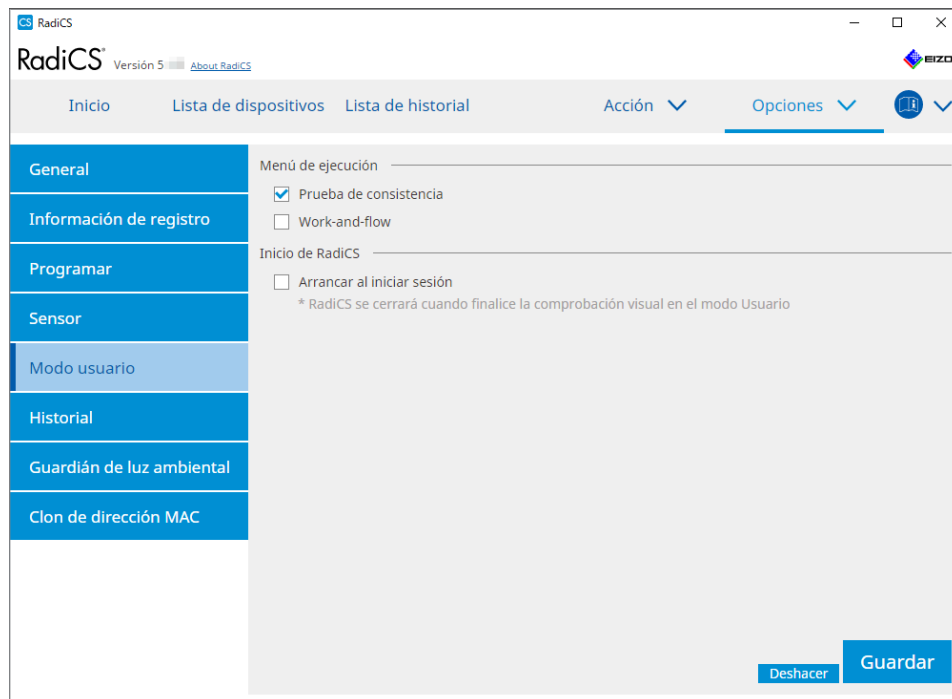 CS RadiCS
RadiCS® Versión 5 About RadiCS
EIZO
Inicio Lista de dispositivos Lista de historial Acción Opciones
General
Información de registro
Programar
Sensor
Modo usuario
Historial
Guardián de luz ambiental
Clon de dirección MAC
Menú de ejecución
Prueba de consistencia
Work-and-flow
Inicio de RadiCS
Arrancar al iniciar sesión
* RadiCS se cerrará cuando finalice la comprobación visual en el modo Usuario
Deshacer Guardar